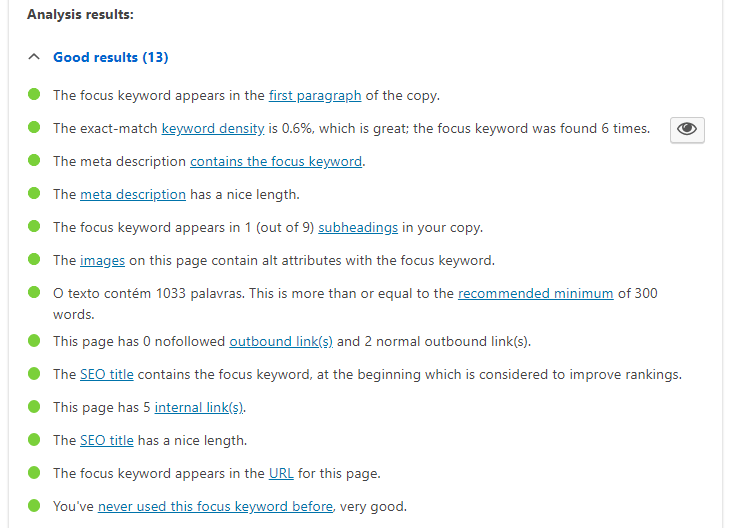 Analysis results:
Good results (13)
The focus keyword appears in the first paragraph of the copy.
The exact-match keyword density is 0.6%, which is great; the focus keyword was found 6 times.
The meta description contains the focus keyword.
The meta description has a nice length.
The focus keyword appears in 1 (out of 9) subheadings in your copy.
The images on this page contain alt attributes with the focus keyword.
O texto contém 1033 palavras. This is more than or equal to the recommended minimum of 300
words.
This page has 0 nofollowed outbound link(s) and 2 normal outbound link(s).
The SEO title contains the focus keyword, at the beginning which is considered to improve rankings.
This page has 5 internal link(s).
The SEO title has a nice length.
The focus keyword appears in the URL for this page.
You've never used this focus keyword before, very good.